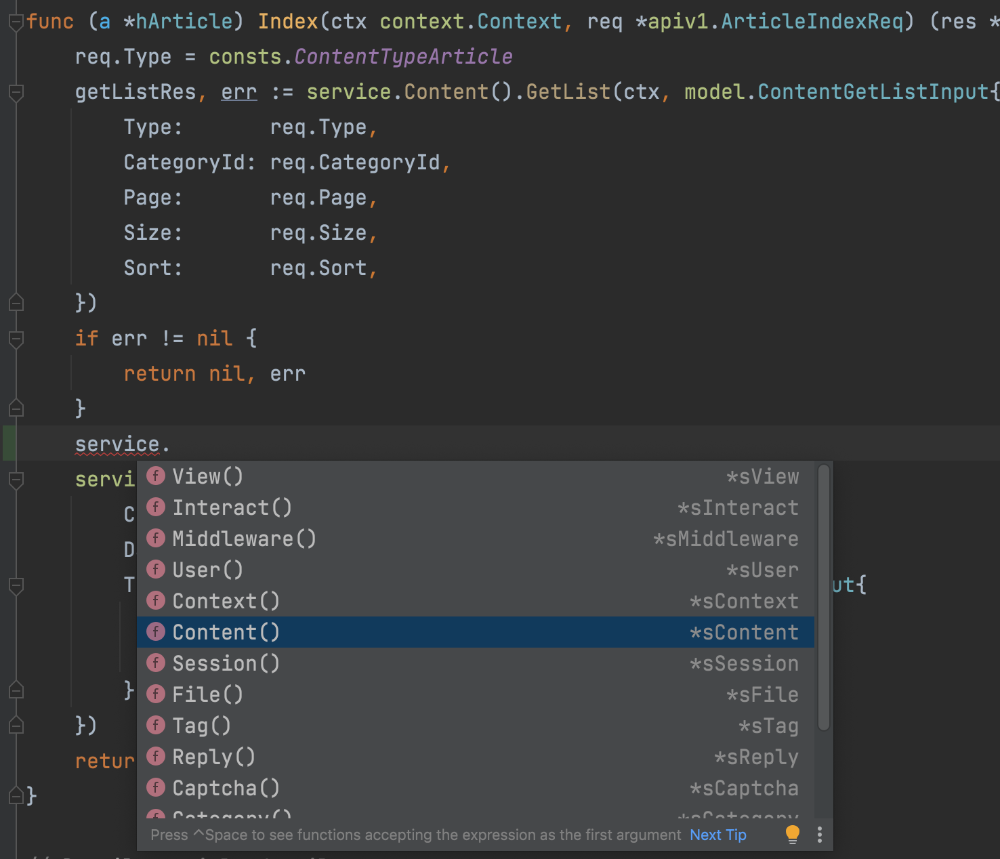 func (a *hArticle) Index(ctx context.Context, req *apiv1.ArticleIndexReq) (res *
req.Type = consts.ContentTypeArticle
getListRes, err := service.Content().GetList(ctx, model.ContentGetListInput{
Type: req.Type,
CategoryId: req.CategoryId,
Page: req.Page,
Size: req.Size,
Sort: req.Sort,
})
if err != nil {
return nil, err
}
service.
servi
C
D
T ut{
}
})
retur
}
f View() *sView
f Interact() *sInteract
f Middleware() *sMiddleware
f User() *sUser
f Context() *sContext
f Content() *sContent
f Session() *sSession
f File() *sFile
f Tag() *sTag
f Reply() *sReply
f Captcha() *sCaptcha
f Category() *sCategory
Press ^Space to see functions accepting the expression as the first argument Next Tip